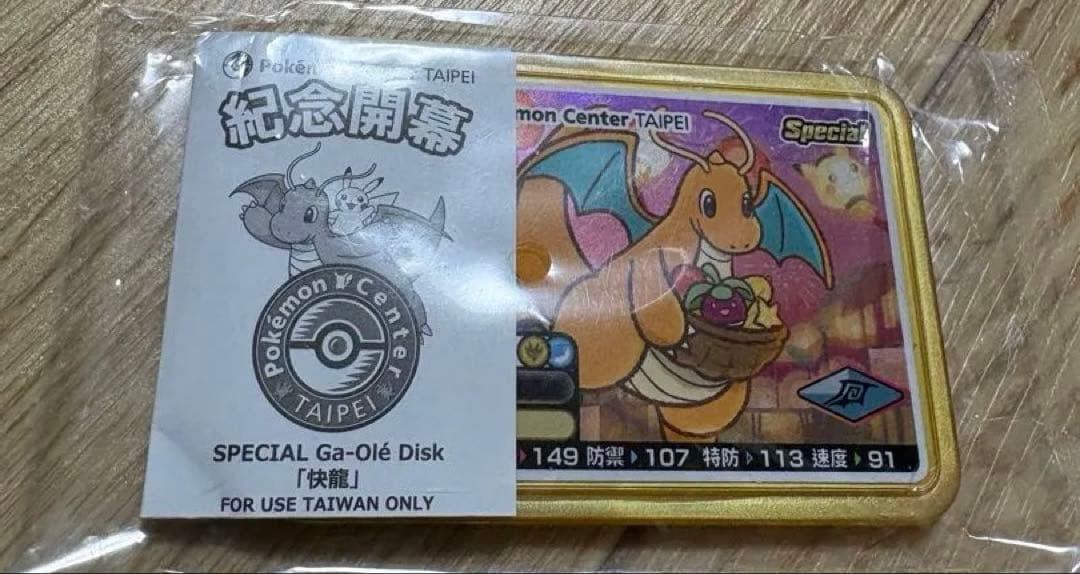 Pokém TAIPEI
紀念開幕
Pokémon Center
TAIPEI
SPECIAL Ga-Olé Disk
「快龍」
FOR USE TAIWAN ONLY
mon Center TAIPEI
Special
149 防禦 107 特防 113 速度 91